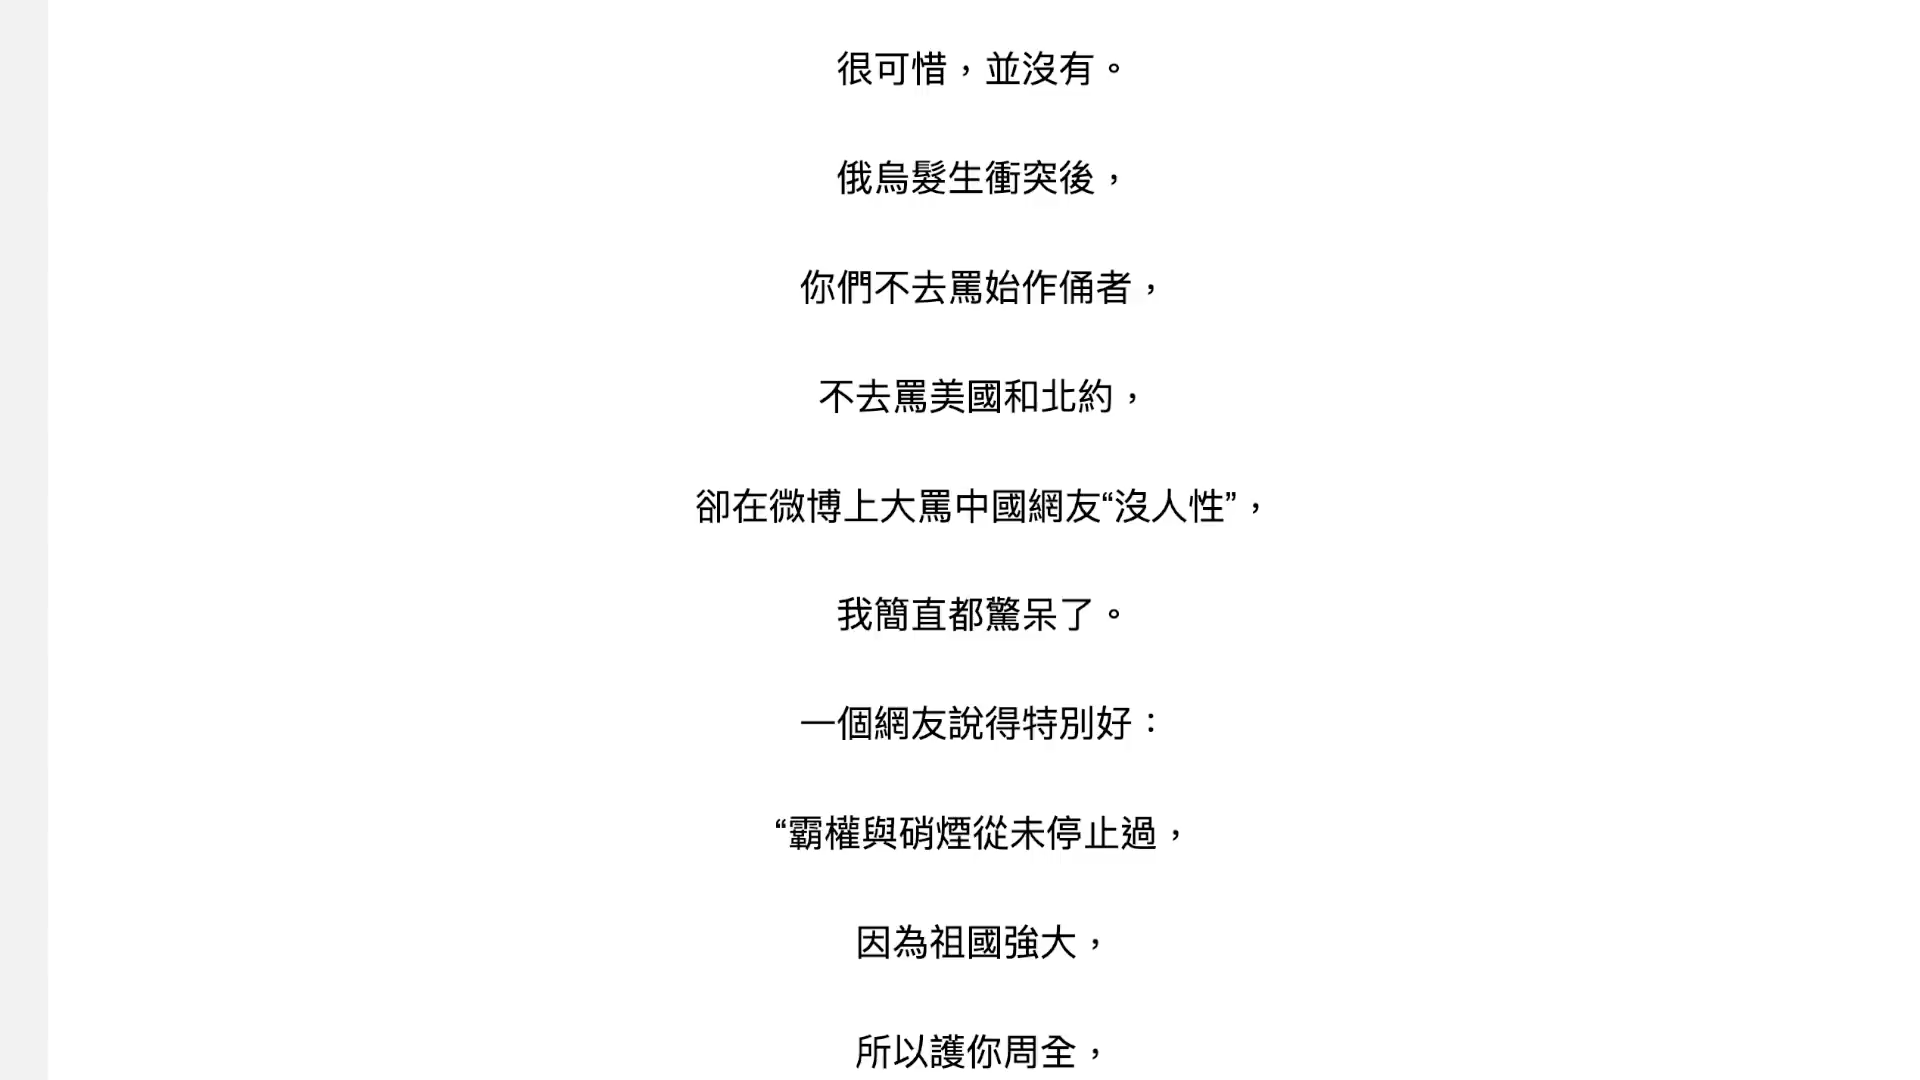 很可惜，並沒有。
俄烏髮生衝突後，
你們不去罵始作俑者，
不去罵美國和北約，
卻在微博上大罵中國網友“沒人性”，
我簡直都驚呆了。
一個網友說得特別好：
“霸權與硝煙從未停止過，
因為祖國強大，
所以護你周全，